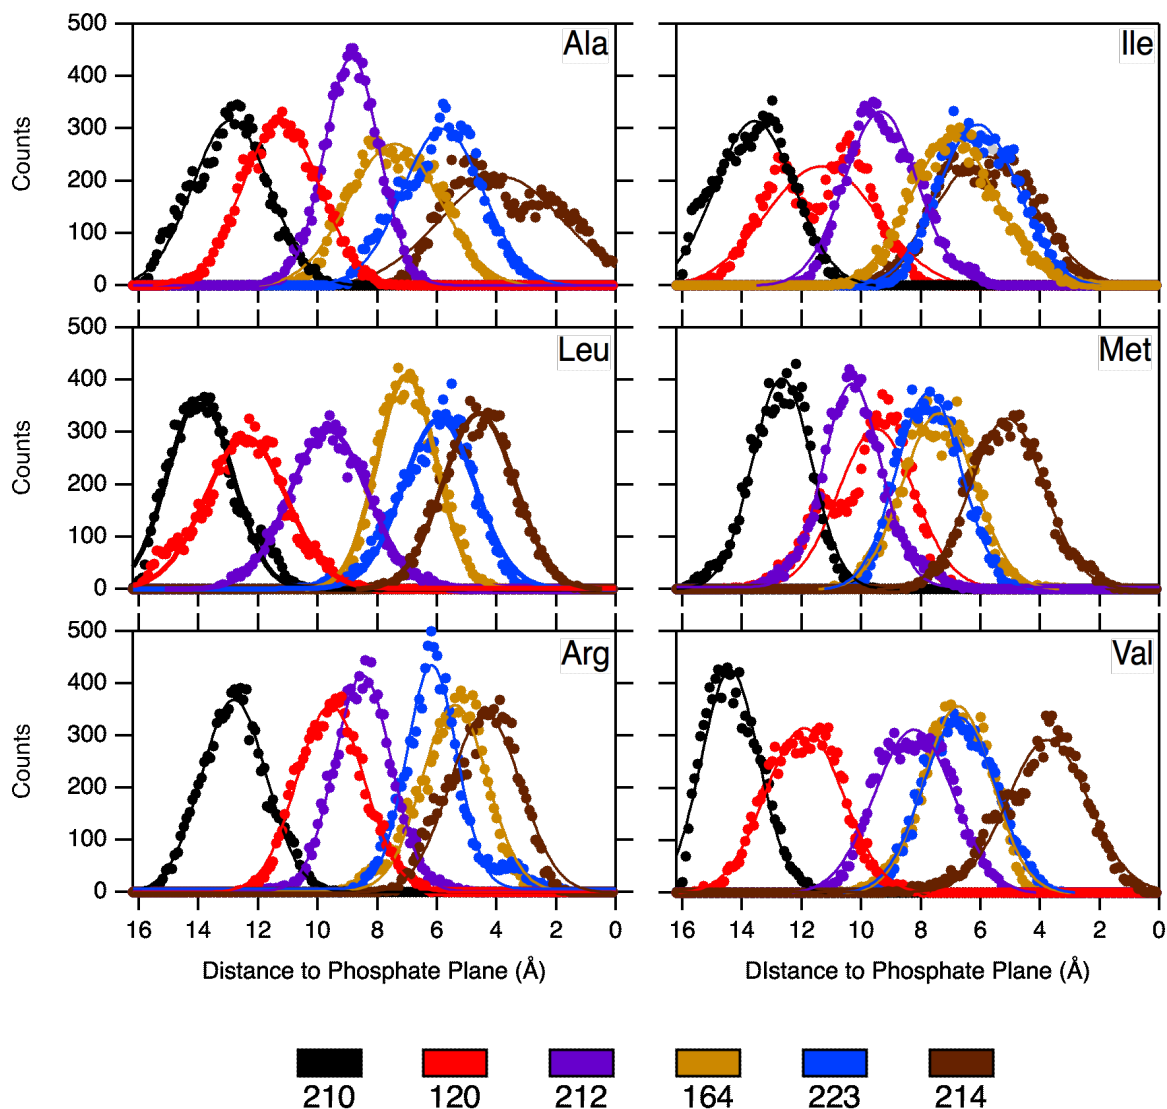 500
400
300
200
100
0
Counts
Ala
Ile
500
400
300
200
100
0
Counts
Leu
Met
500
400
300
200
100
0
Counts
Arg
Val
16 14 12 10 8 6 4 2 0
16 14 12 10 8 6 4 2 0
Distance to Phosphate Plane (Å)
DIstance to Phosphate Plane (Å)
210 120 212 164 223 214